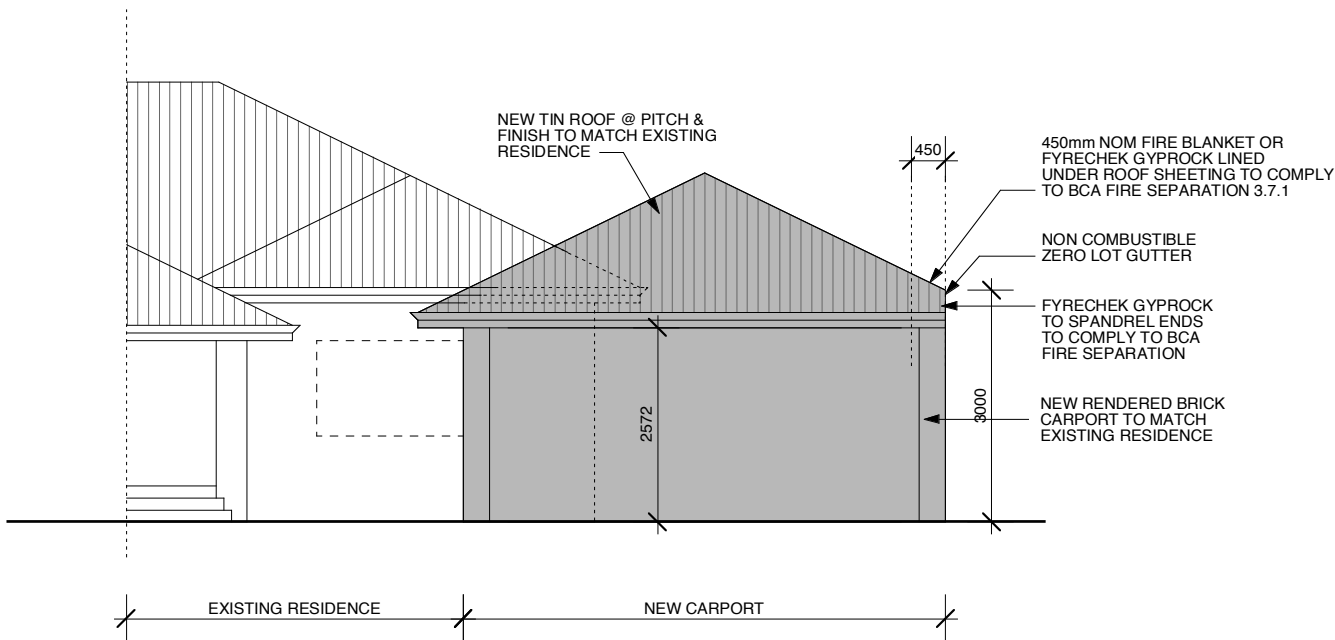 NEW TIN ROOF @ PITCH &
FINISH TO MATCH EXISTING
RESIDENCE
450
450mm NOM FIRE BLANKET OR
FYRECHEK GYPROCK LINED
UNDER ROOF SHEETING TO COMPLY
TO BCA FIRE SEPARATION 3.7.1
NON COMBUSTIBLE
ZERO LOT GUTTER
FYRECHEK GYPROCK
TO SPANDREL ENDS
TO COMPLY TO BCA
FIRE SEPARATION
2572
3000
NEW RENDERED BRICK
CARPORT TO MATCH
EXISTING RESIDENCE
EXISTING RESIDENCE
NEW CARPORT